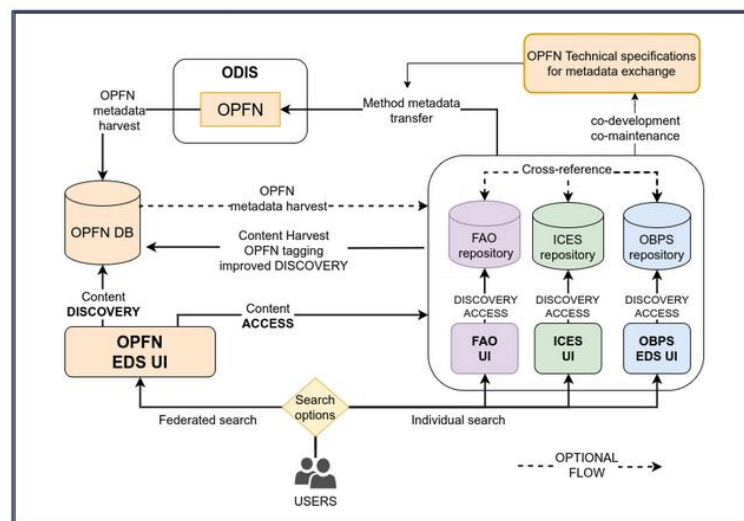 ODIS
OPFN
OPFN
metadata
harvest
Method metadata
transfer
OPFN Technical specifications
for metadata exchange
co-development
co-maintenance
OPFN DB
OPFN
metadata harvest
Content Harvest
OPFN tagging
improved DISCOVERY
Cross-reference
FAO
repository
ICES
repository
OBPS
repository
DISCOVERY
ACCESS
DISCOVERY
ACCESS
DISCOVERY
ACCESS
Content
DISCOVERY
Content
ACCESS
OPFN
EDS UI
FAO
UI
ICES
UI
OBPS
EDS UI
Search
options
Federated search
Individual search
USERS
OPTIONAL
FLOW